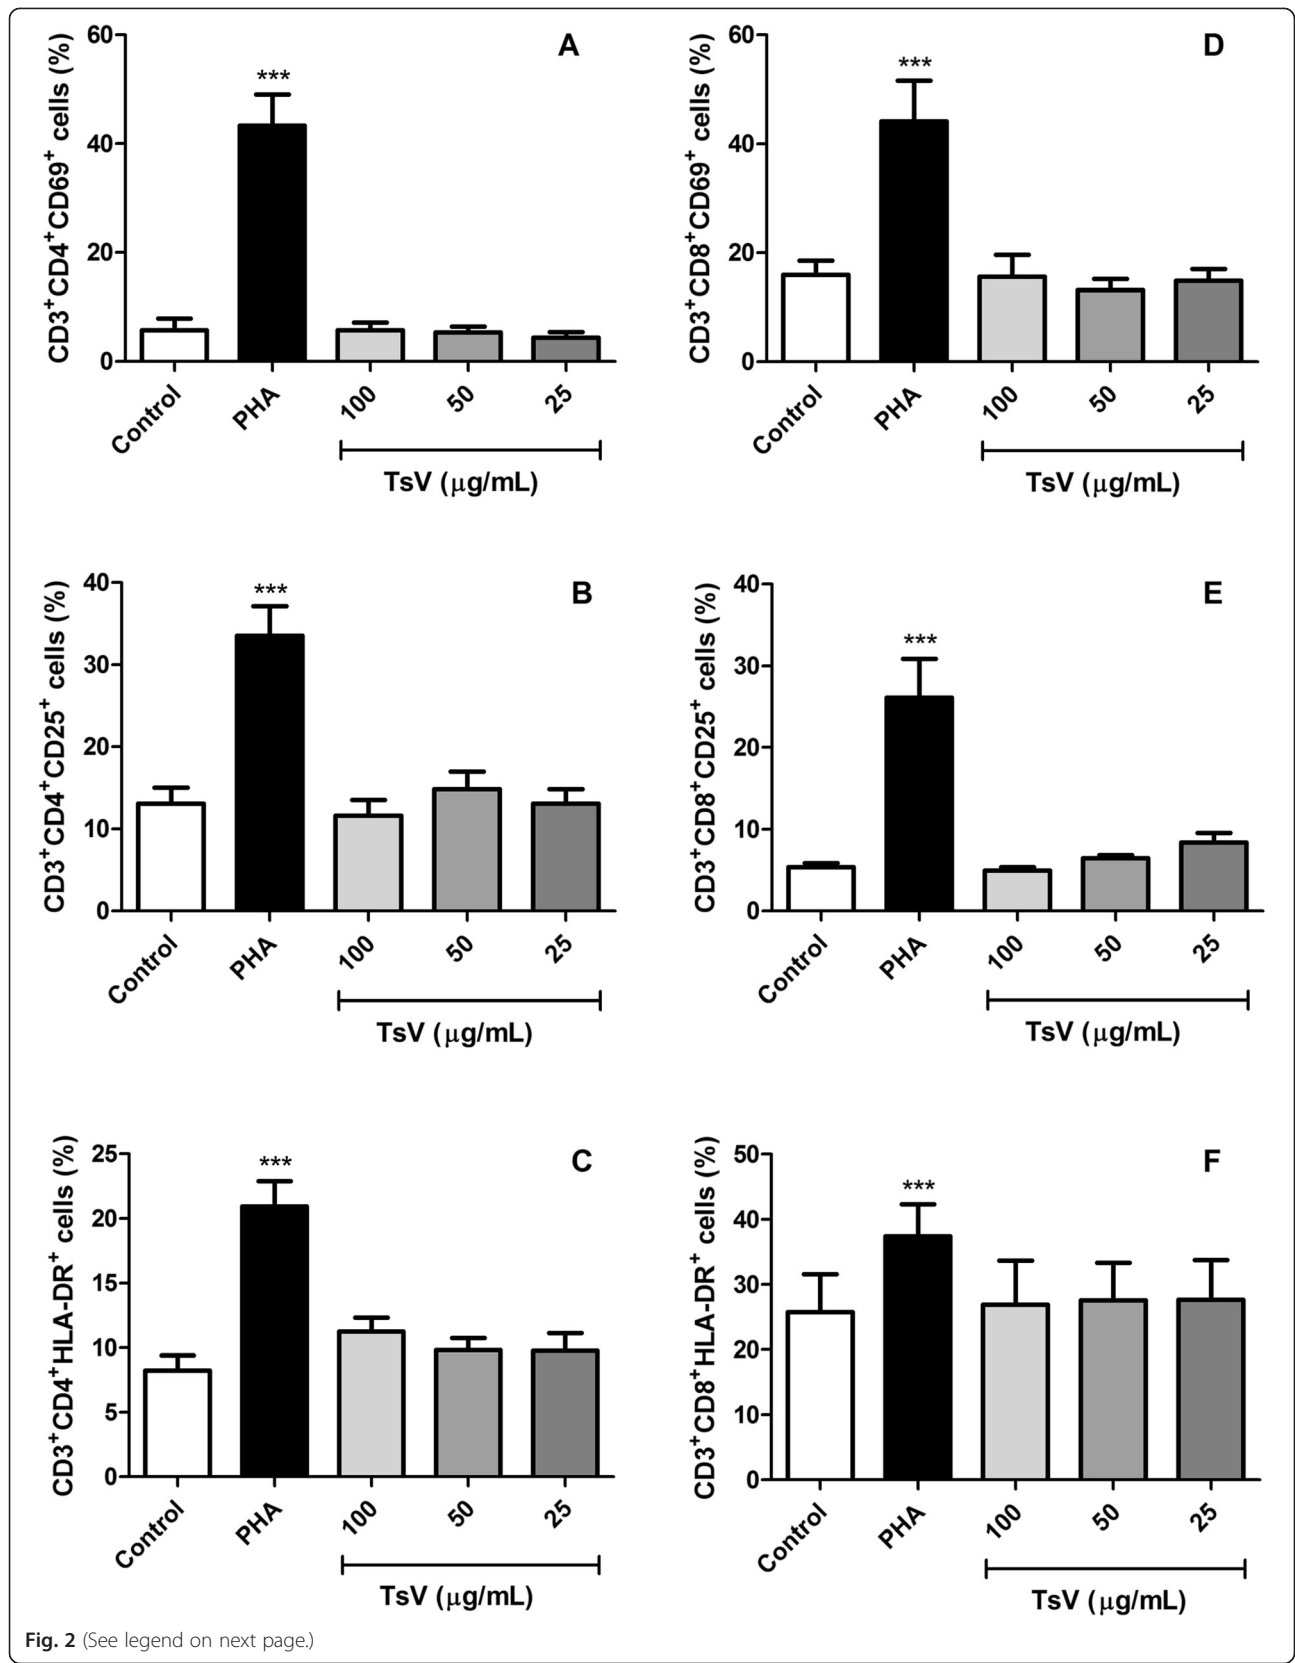 A
CD3⁺CD4⁺CD69⁺ cells (%)
60
40
20
0
***
Control
PHA
100
50
25
TsV (μg/mL)
D
CD3⁺CD8⁺CD69⁺ cells (%)
60
40
20
0
***
Control
PHA
100
50
25
TsV (μg/mL)
B
CD3⁺CD4⁺CD25⁺ cells (%)
40
30
20
10
0
***
Control
PHA
100
50
25
TsV (μg/mL)
E
CD3⁺CD8⁺CD25⁺ cells (%)
40
30
20
10
0
***
Control
PHA
100
50
25
TsV (μg/mL)
C
CD3⁺CD4⁺HLA-DR⁺ cells (%)
25
20
15
10
5
0
***
Control
PHA
100
50
25
TsV (μg/mL)
F
CD3⁺CD8⁺HLA-DR⁺ cells (%)
50
40
30
20
10
0
***
Control
PHA
100
50
25
TsV (μg/mL)
Fig. 2 (See legend on next page.)